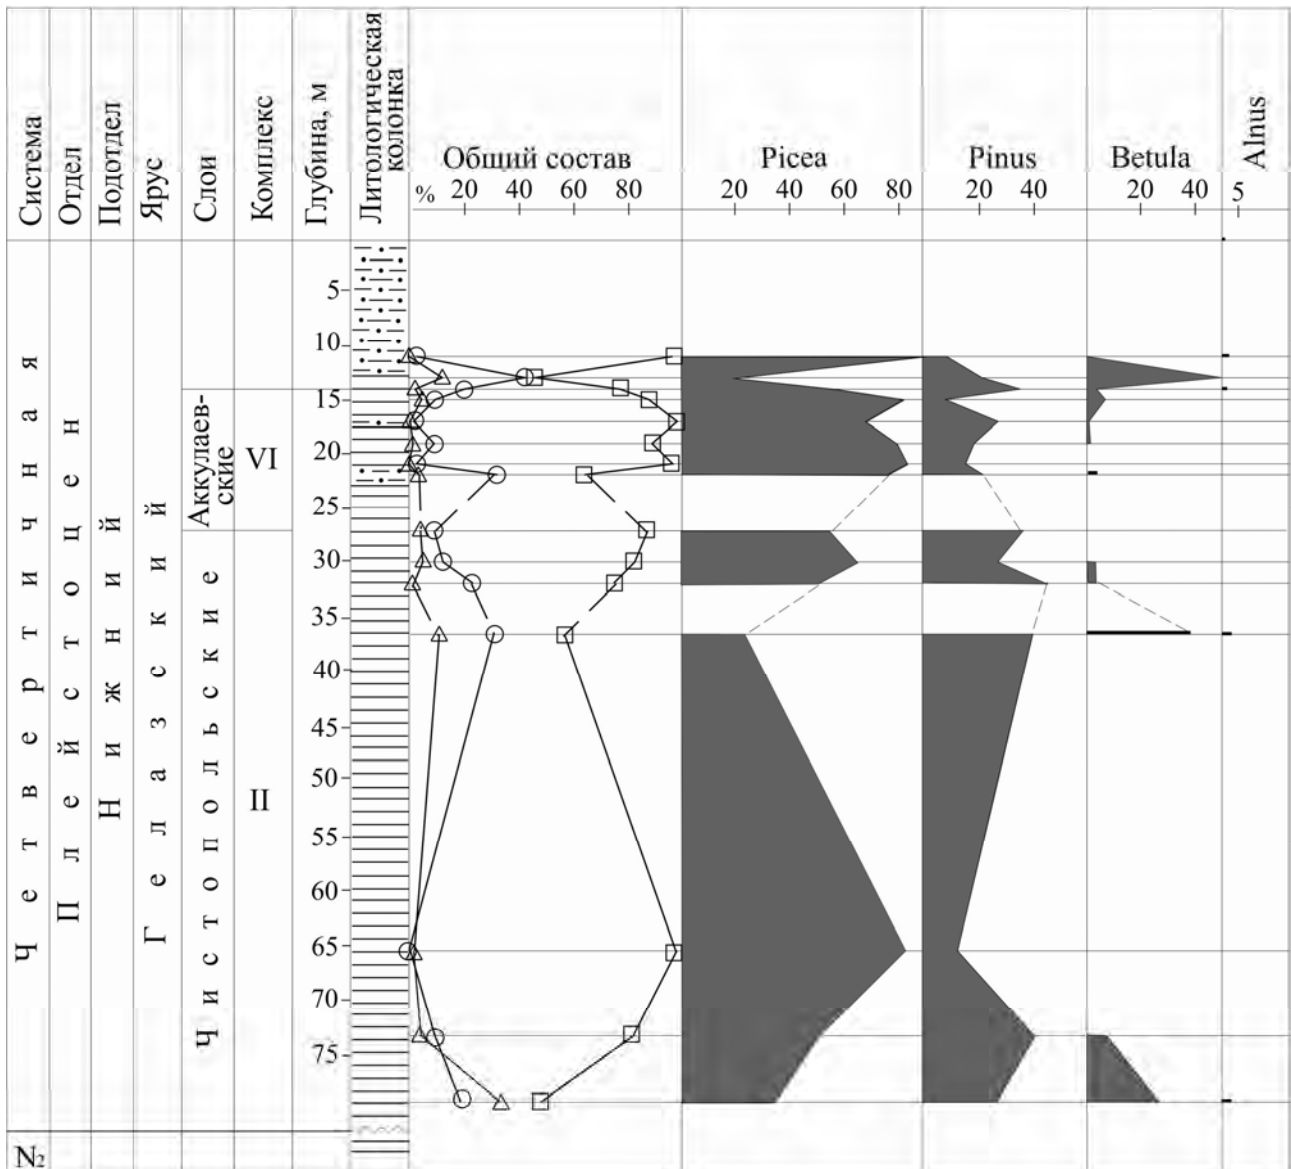 Система
Отдел
Подотдел
Ярус
Слои
Комплекс
Глубина, м
Литологическая
колонка
Общий состав
% 20 40 60 80
Picea
20 40 60 80
Pinus
20 40
Betula
20 40
Alnus
5
Четвертичная
Плейстоцен
Нижний
Гелазский
Аккулаев-
ские
Чистопольские
VI
II
5
10
15
20
25
30
35
40
45
50
55
60
65
70
75
N₂